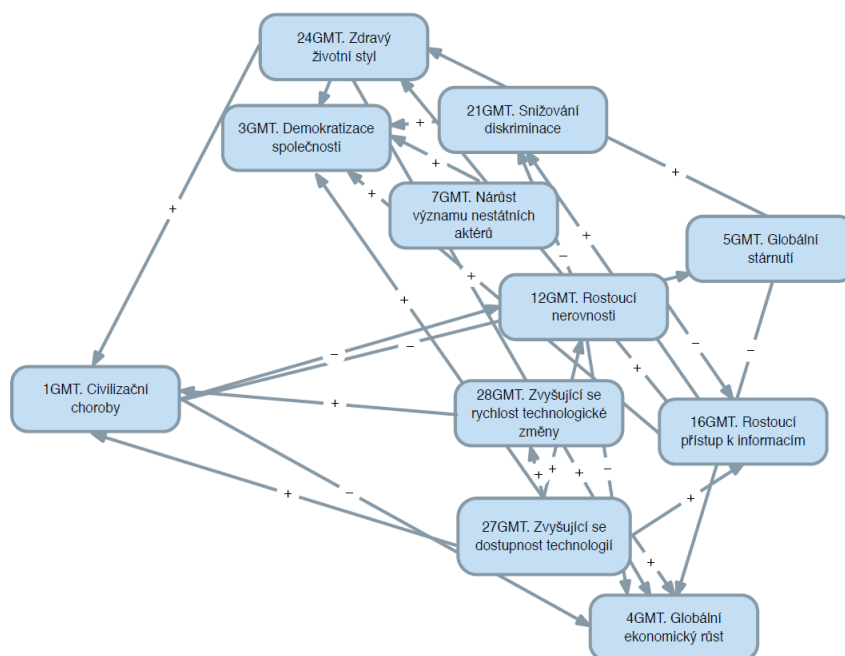 24GMT. Zdravý
životní styl
3GMT. Demokratizace
společnosti
21GMT. Snižování
diskriminace
7GMT. Nárůst
významu nestátních
aktérů
5GMT. Globální
stárnutí
12GMT. Rostoucí
nerovnosti
1GMT. Civilizační
choroby
28GMT. Zvyšující se
rychlost technologické
změny
16GMT. Rostoucí
přístup k informacím
27GMT. Zvyšující se
dostupnost technologií
4GMT. Globální
ekonomický růst
+
+
+
+
+
+
−
+
+
+
−
−
−
+
+
−
+
+
+
+
−
+
−